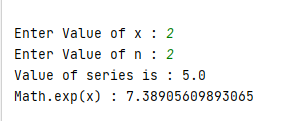 Enter Value of x : 2
Enter Value of n : 2
Value of series is : 5.0
Math.exp(x) : 7.38905609893065